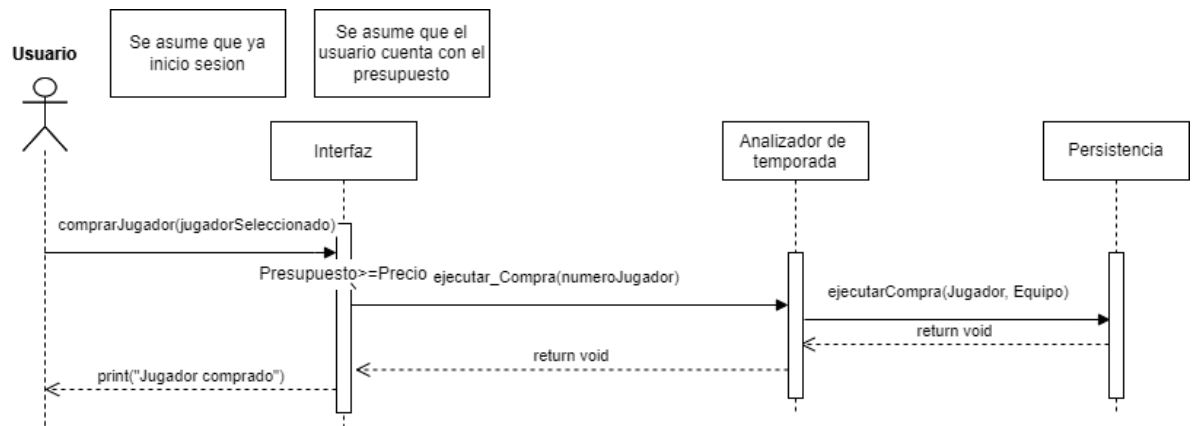 Usuario
Se asume que ya
inicio sesion
Se asume que el
usuario cuenta con el
presupuesto
Interfaz
Analizador de
temporada
Persistencia
comprarJugador(jugadorSeleccionado)
Presupuesto>=Precio
ejecutar_Compra(numeroJugador)
ejecutarCompra(Jugador, Equipo)
return void
return void
print("Jugador comprado")